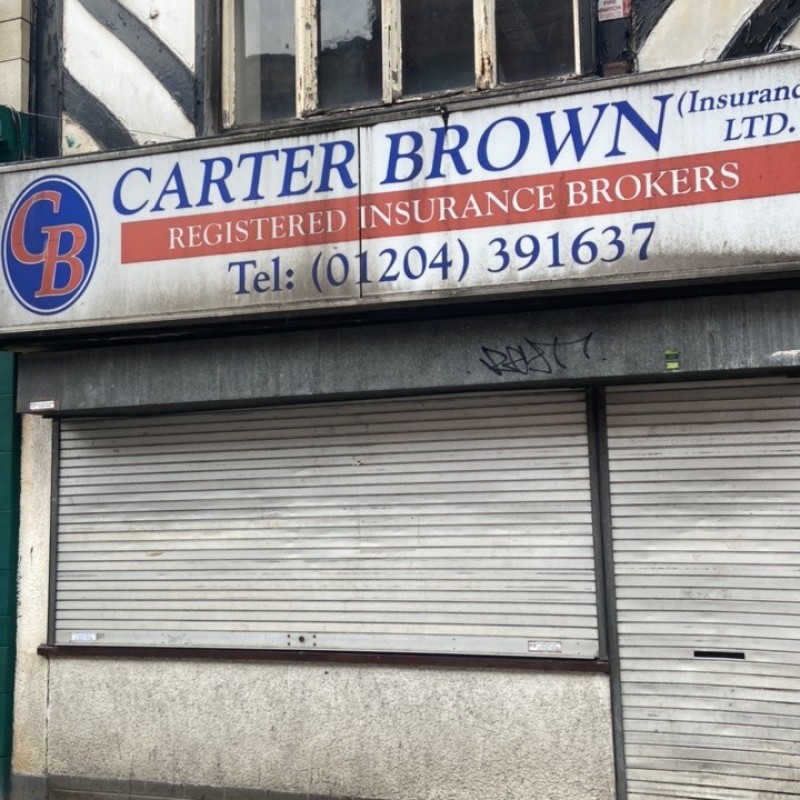 CARTER BROWN (Insuranc
LTD.
REGISTERED INSURANCE BROKERS
Tel: (01204) 391637
CB